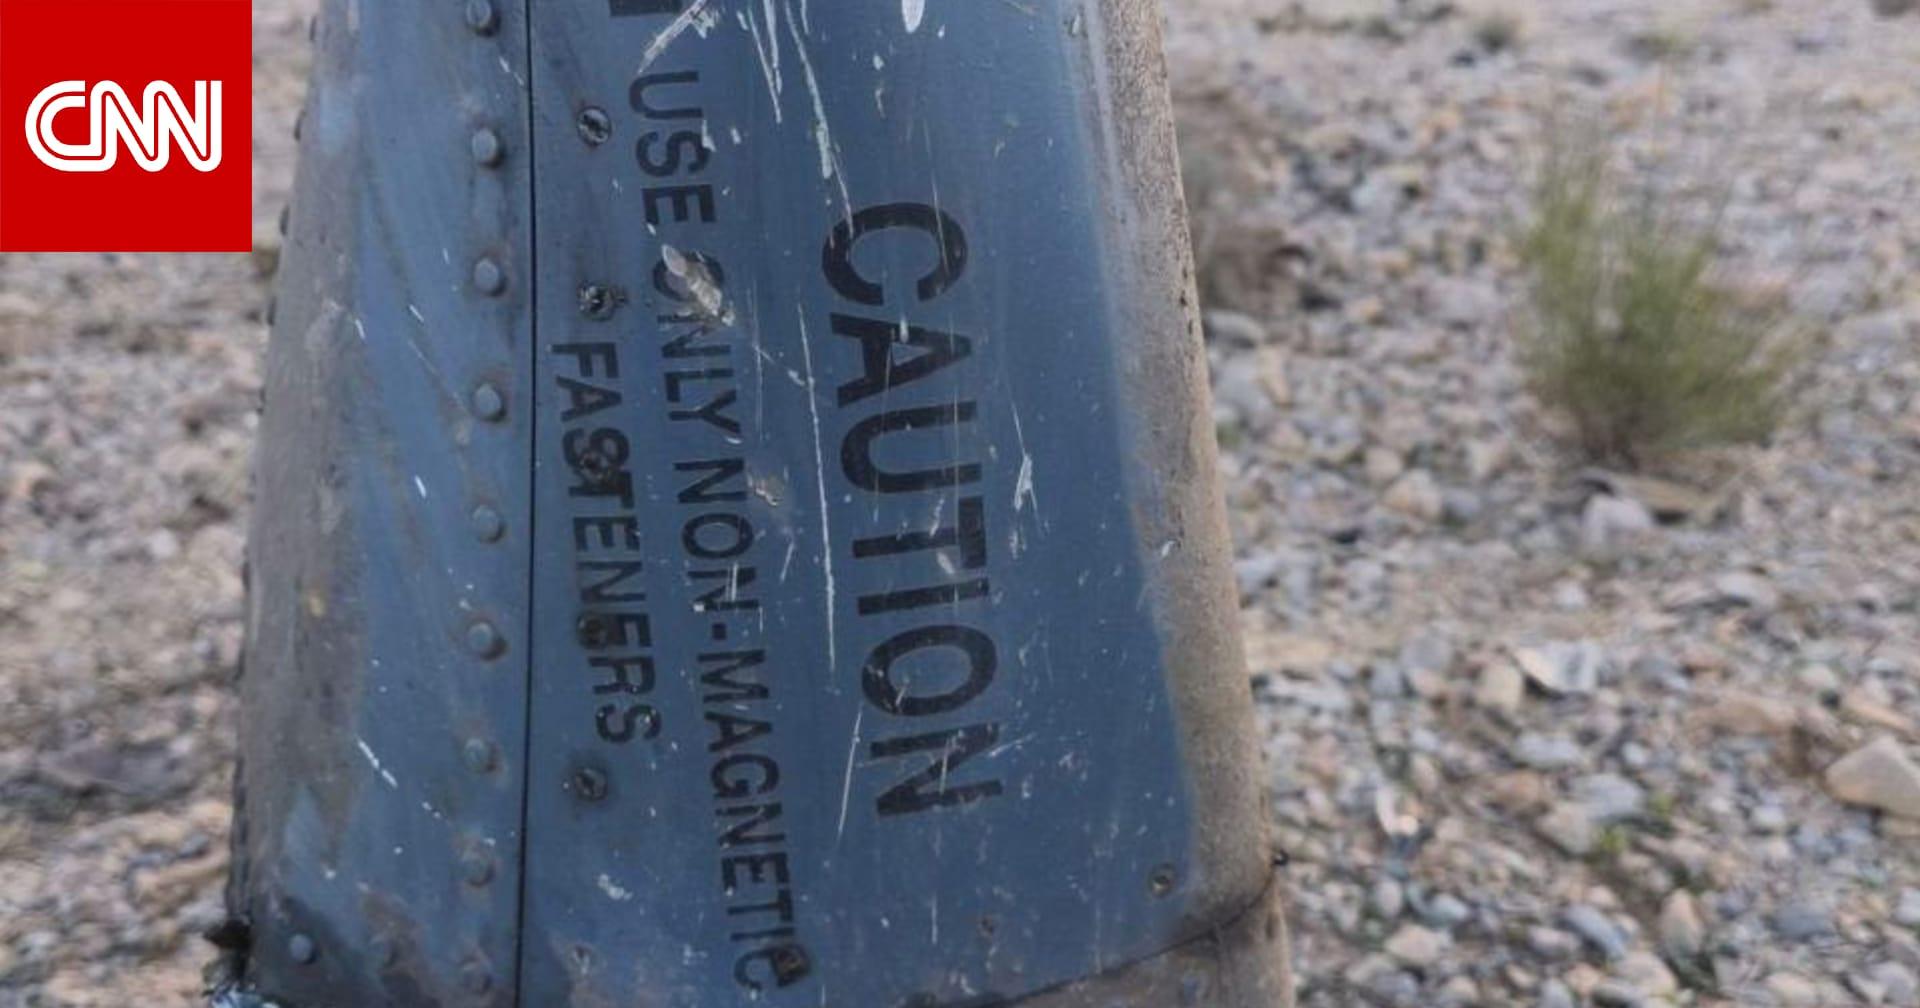 CNN
CAUTION
USE ONLY NON-MAGNETIC
FASTENERS